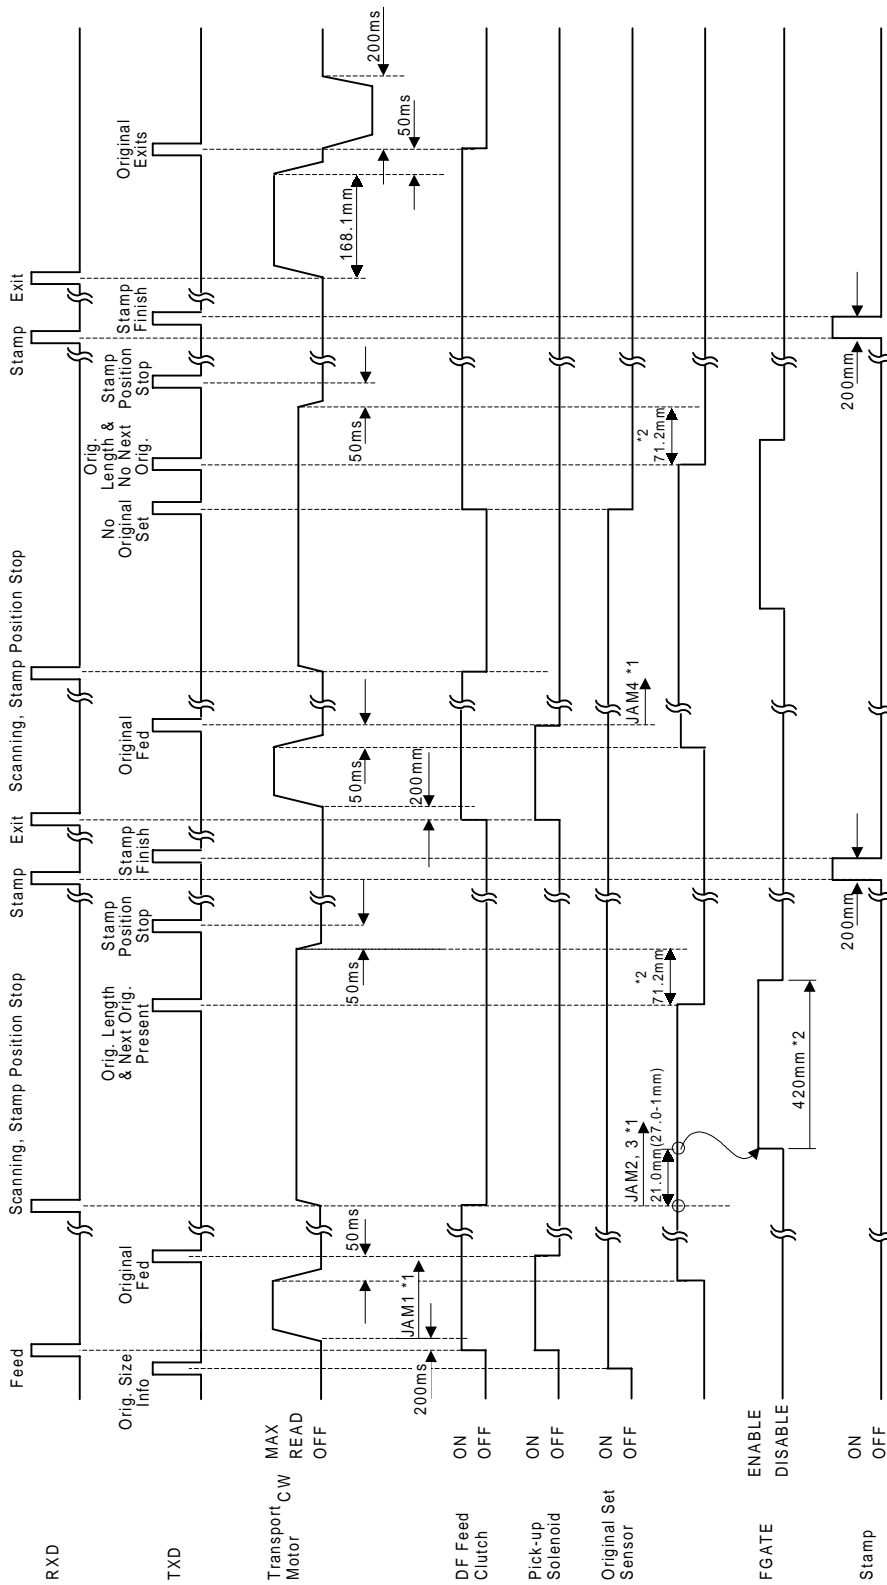 RXD
Feed
Scanning, Stamp Position Stop
Stamp
Exit
Scanning, Stamp Position Stop
Stamp
Exit
TXD
Orig. Size
Info
Original
Fed
Orig. Length
& Next Orig.
Present
Stamp
Position
Stop
Stamp
Finish
Original
Fed
No
Original
Set
Orig.
Length &
No Next
Orig.
Stamp
Position
Stop
Stamp
Finish
Original
Exits
Transport
Motor
CW
MAX
READ
OFF
50ms
50ms
50ms
50ms
168.1mm
50ms
200ms
200ms
JAM1 *1
200mm
DF Feed
Clutch
ON
OFF
Pick-up
Solenoid
ON
OFF
Original Set
Sensor
ON
OFF
JAM2, 3 *1
21.0mm(27.0-1mm)
*2
71.2mm
JAM4 *1
*2
71.2mm
FGATE
ENABLE
DISABLE
420mm *2
Stamp
ON
OFF
200mm
200mm